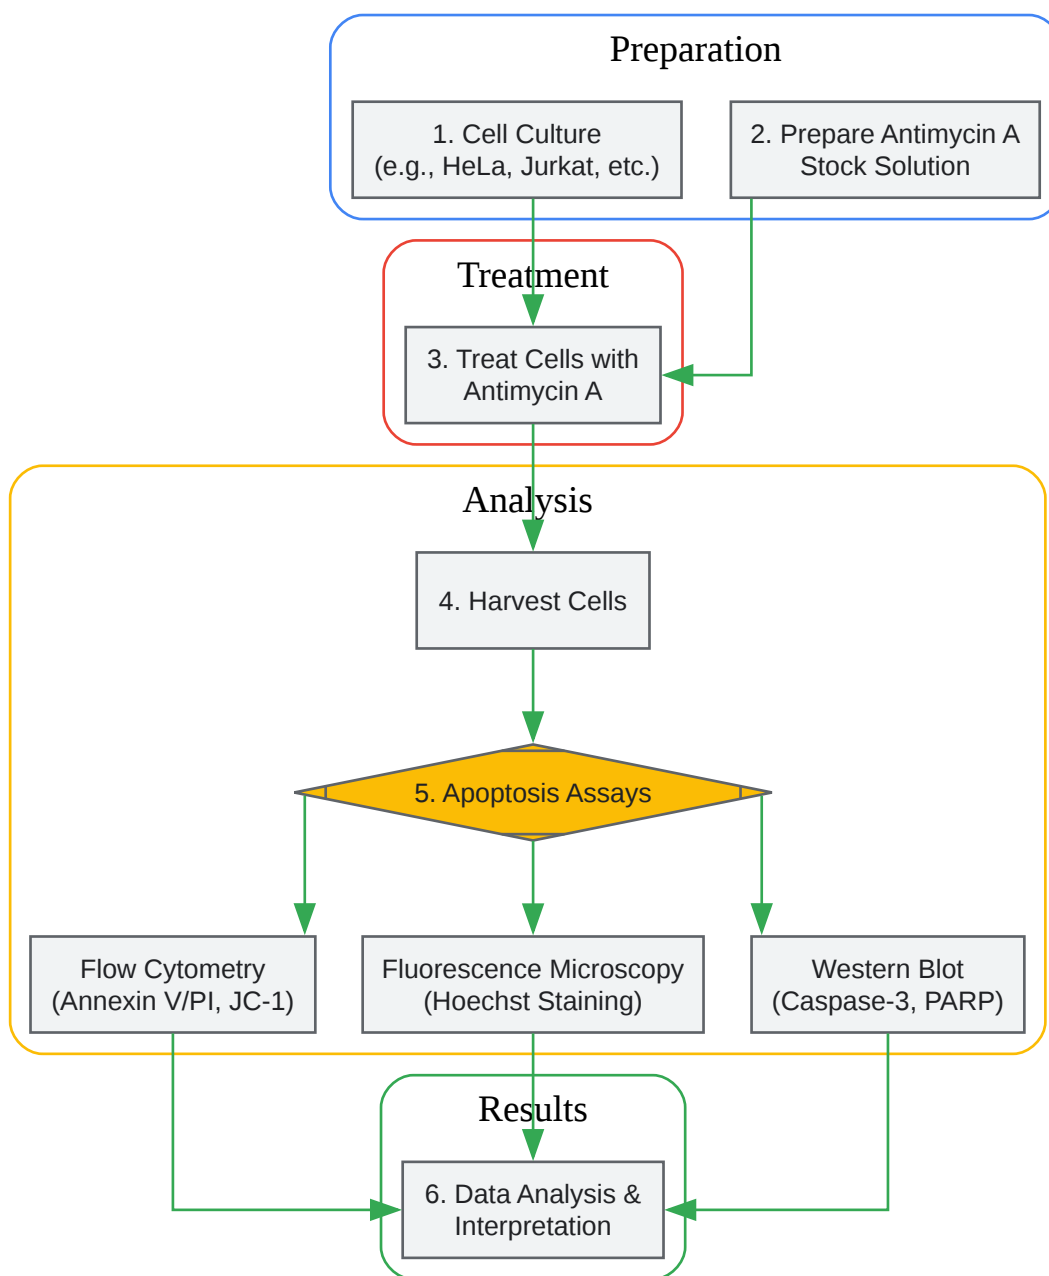 Preparation
1. Cell Culture
(e.g., HeLa, Jurkat, etc.)
2. Prepare Antimycin A
Stock Solution
Treatment
3. Treat Cells with
Antimycin A
Analysis
4. Harvest Cells
5. Apoptosis Assays
Flow Cytometry
(Annexin V/PI, JC-1)
Fluorescence Microscopy
(Hoechst Staining)
Western Blot
(Caspase-3, PARP)
Results
6. Data Analysis &
Interpretation